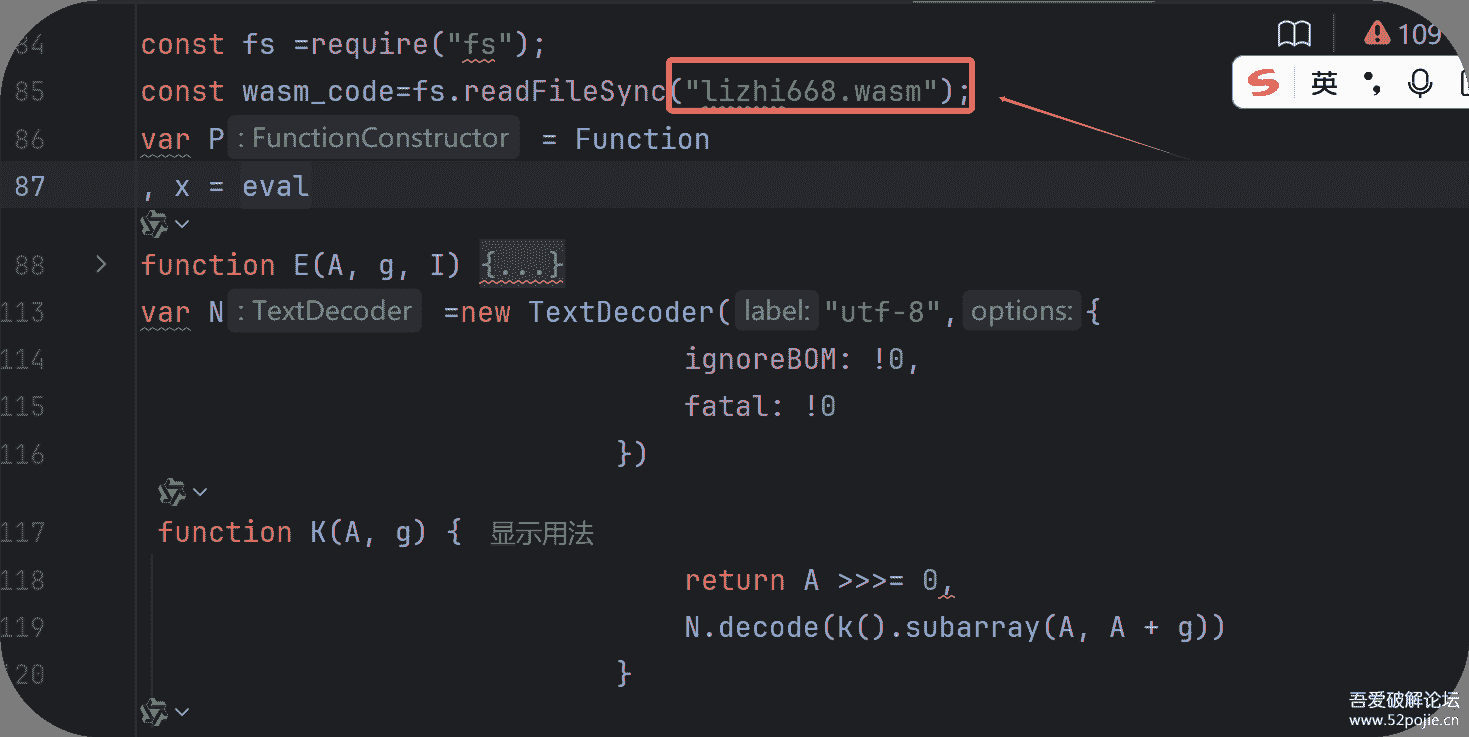 84 const fs =require("fs"); 109
85 const wasm_code=fs.readFileSync("lizhi668.wasm"); 英
86 var P : FunctionConstructor = Function
87 , x = eval
88 function E(A, g, I) {...}
113 var N : TextDecoder =new TextDecoder( label: "utf-8", options: {
114 ignoreBOM: !0,
115 fatal: !0
116 })
117 function K(A, g) { 显示用法
118 return A >>>= 0,
119 N.decode(k().subarray(A, A + g))
120 }
吾爱破解论坛
www.52pojie.cn